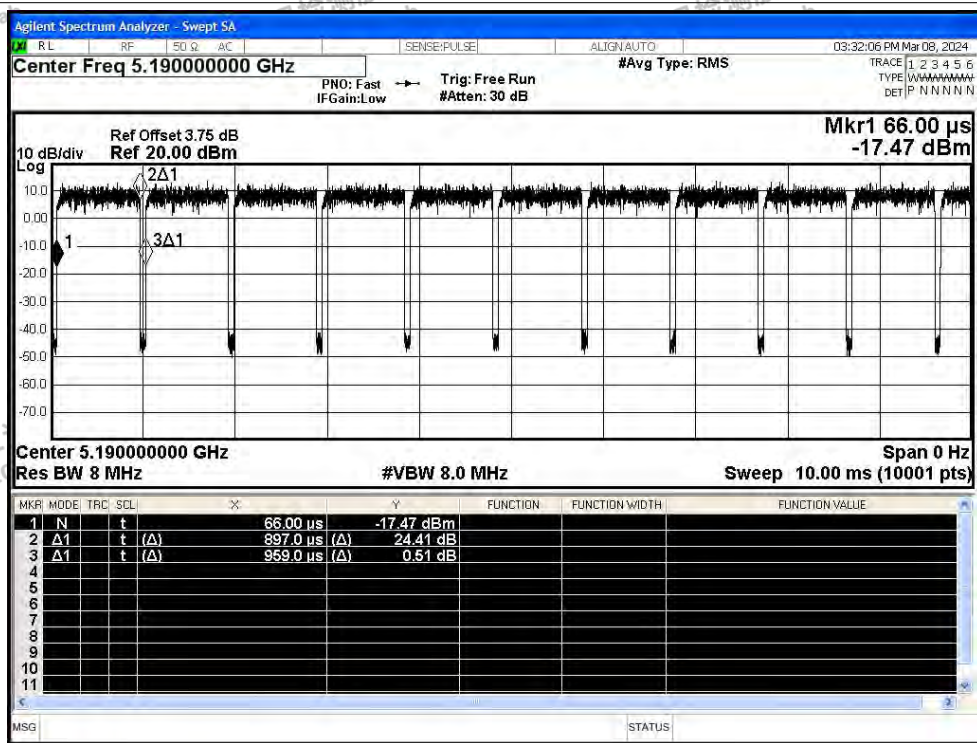 Agilent Spectrum Analyzer - Swept SA
RL RF 50 Ω AC SENSE:PULSE ALIGN AUTO 03:32:06 PM Mar 08, 2024
Center Freq 5.190000000 GHz
PNO: Fast
IFGain:Low
Trig: Free Run
#Atten: 30 dB
#Avg Type: RMS
TRACE 1 2 3 4 5 6
TYPE WWWWWW
DET P N N N N N
Mkr1 66.00 µs
-17.47 dBm
Ref Offset 3.75 dB
10 dB/div Ref 20.00 dBm
Log
10.0
0.00
-10.0
-20.0
-30.0
-40.0
-50.0
-60.0
-70.0
2Δ1
1
3Δ1
Center 5.190000000 GHz Span 0 Hz
Res BW 8 MHz #VBW 8.0 MHz Sweep 10.00 ms (10001 pts)
MKR MODE TRC SCL X Y FUNCTION FUNCTION WIDTH FUNCTION VALUE
1 N t 66.00 µs -17.47 dBm
2 Δ1 t (Δ) 897.0 µs (Δ) 24.41 dB
3 Δ1 t (Δ) 959.0 µs (Δ) 0.51 dB
4
5
6
7
8
9
10
11
MSG STATUS